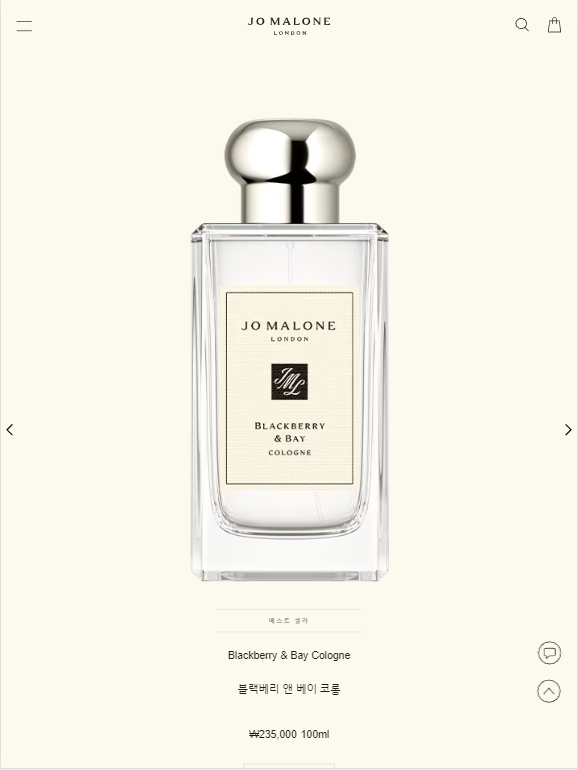 JO MALONE
LONDON
JO MALONE
LONDON
JML
BLACKBERRY
& BAY
COLOGNE
베스트 셀러
Blackberry & Bay Cologne
블랙베리 앤 베이 코롱
₩235,000 100ml